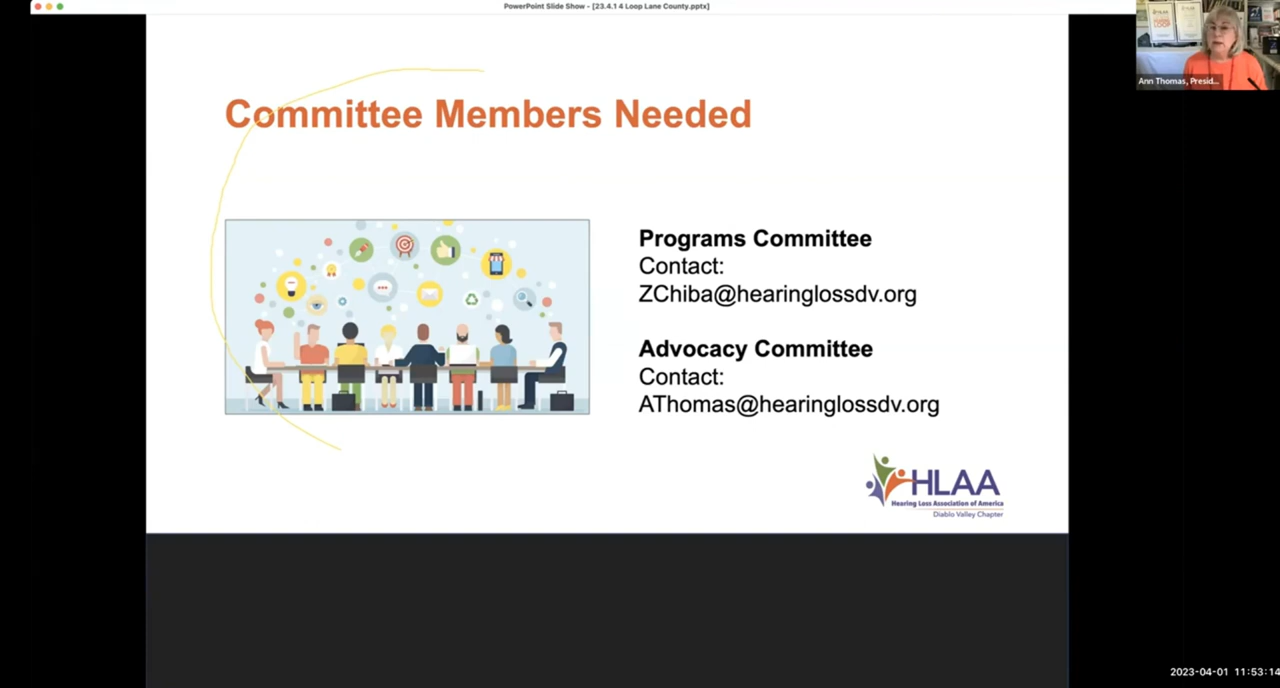 PowerPoint Slide Show - [23.4.1 4 Loop Lane County.pptx]
Ann Thomas, Presid...
Committee Members Needed
Programs Committee
Contact:
ZChiba@hearinglossdv.org
Advocacy Committee
Contact:
AThomas@hearinglossdv.org
HLAA
Hearing Loss Association of America
Diablo Valley Chapter
2023-04-01 11:53:14